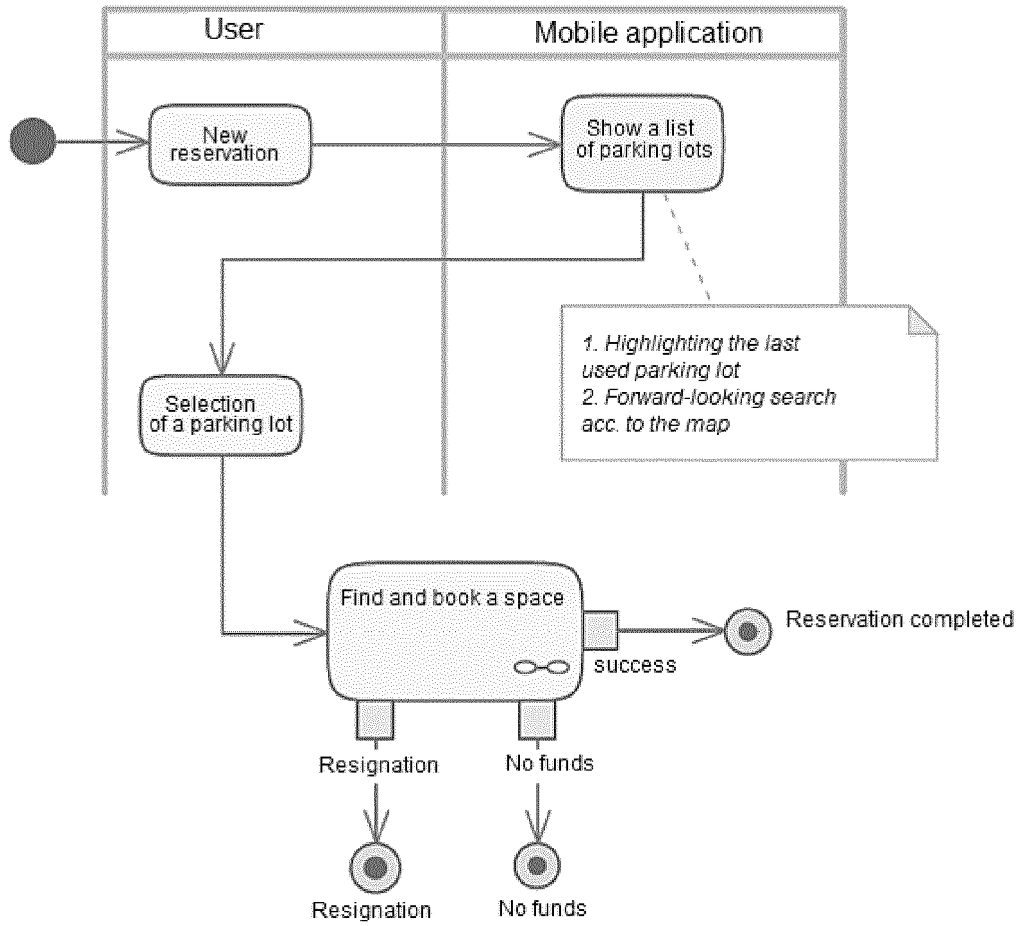 User
Mobile application
New
reservation
Show a list
of parking lots
1. Highlighting the last
used parking lot
2. Forward-looking search
acc. to the map
Selection
of a parking lot
Find and book a space
Reservation completed
success
Resignation
No funds
Resignation
No funds